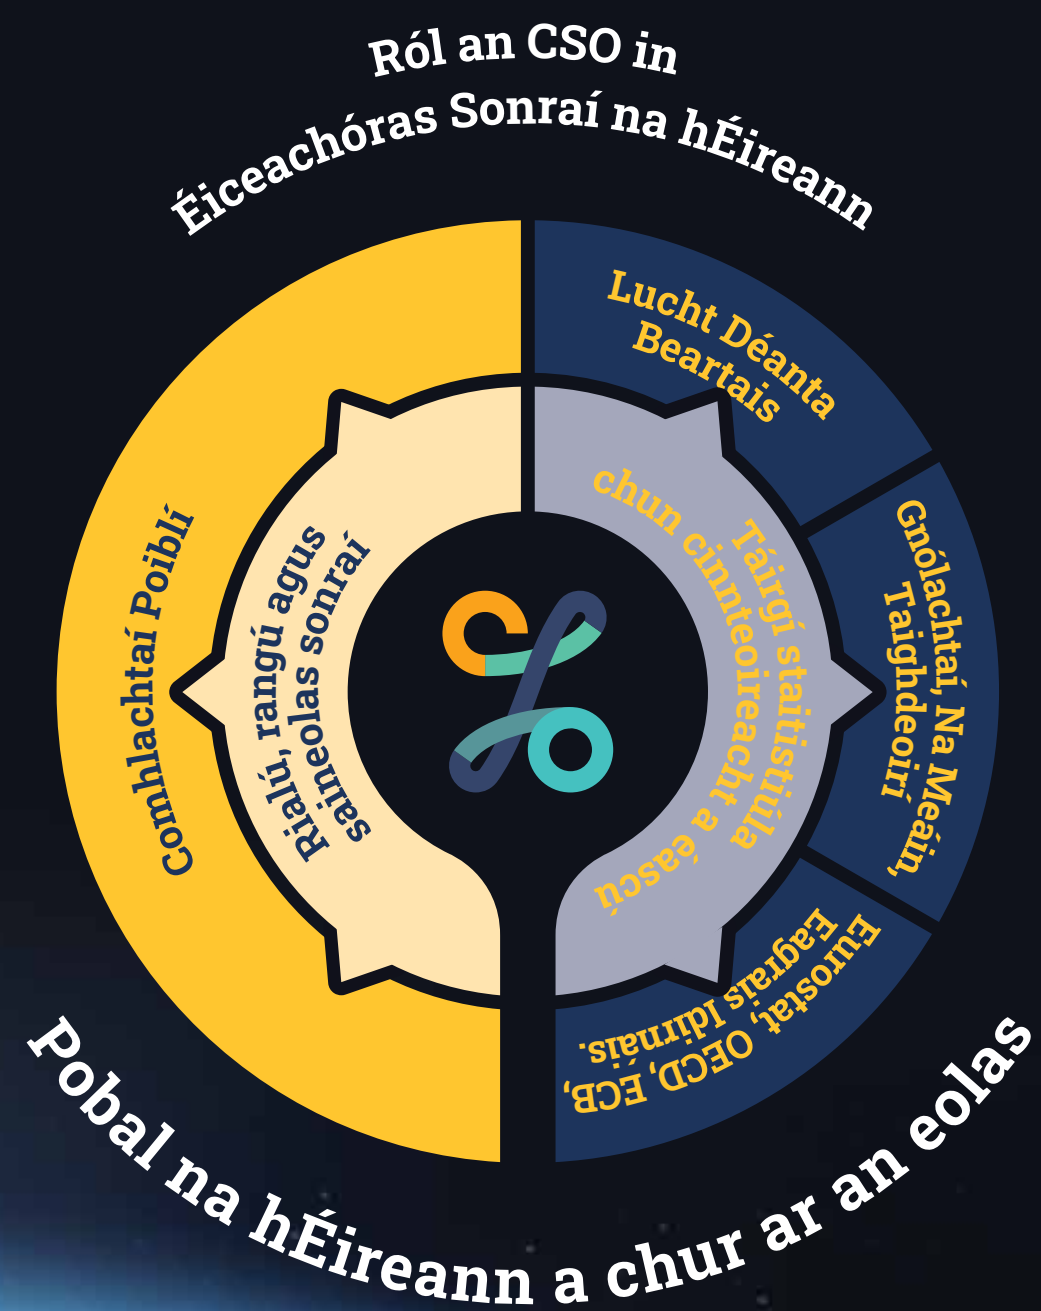 Ról an CSO in
Éiceachóras Sonraí na hÉireann
Comhlachtaí Poiblí
Rialú, rangú agus
saineolas sonraí
Lucht Déanta
Beartais
Táirgí staitistiúla
chun cinnteoireacht a éascú
Gnólachtaí, Na Meáin,
Taighdeoirí
Eurostat, OECD, ECB,
Eagrais Idirnáis.
Pobal na hÉireann a chur ar an eolas